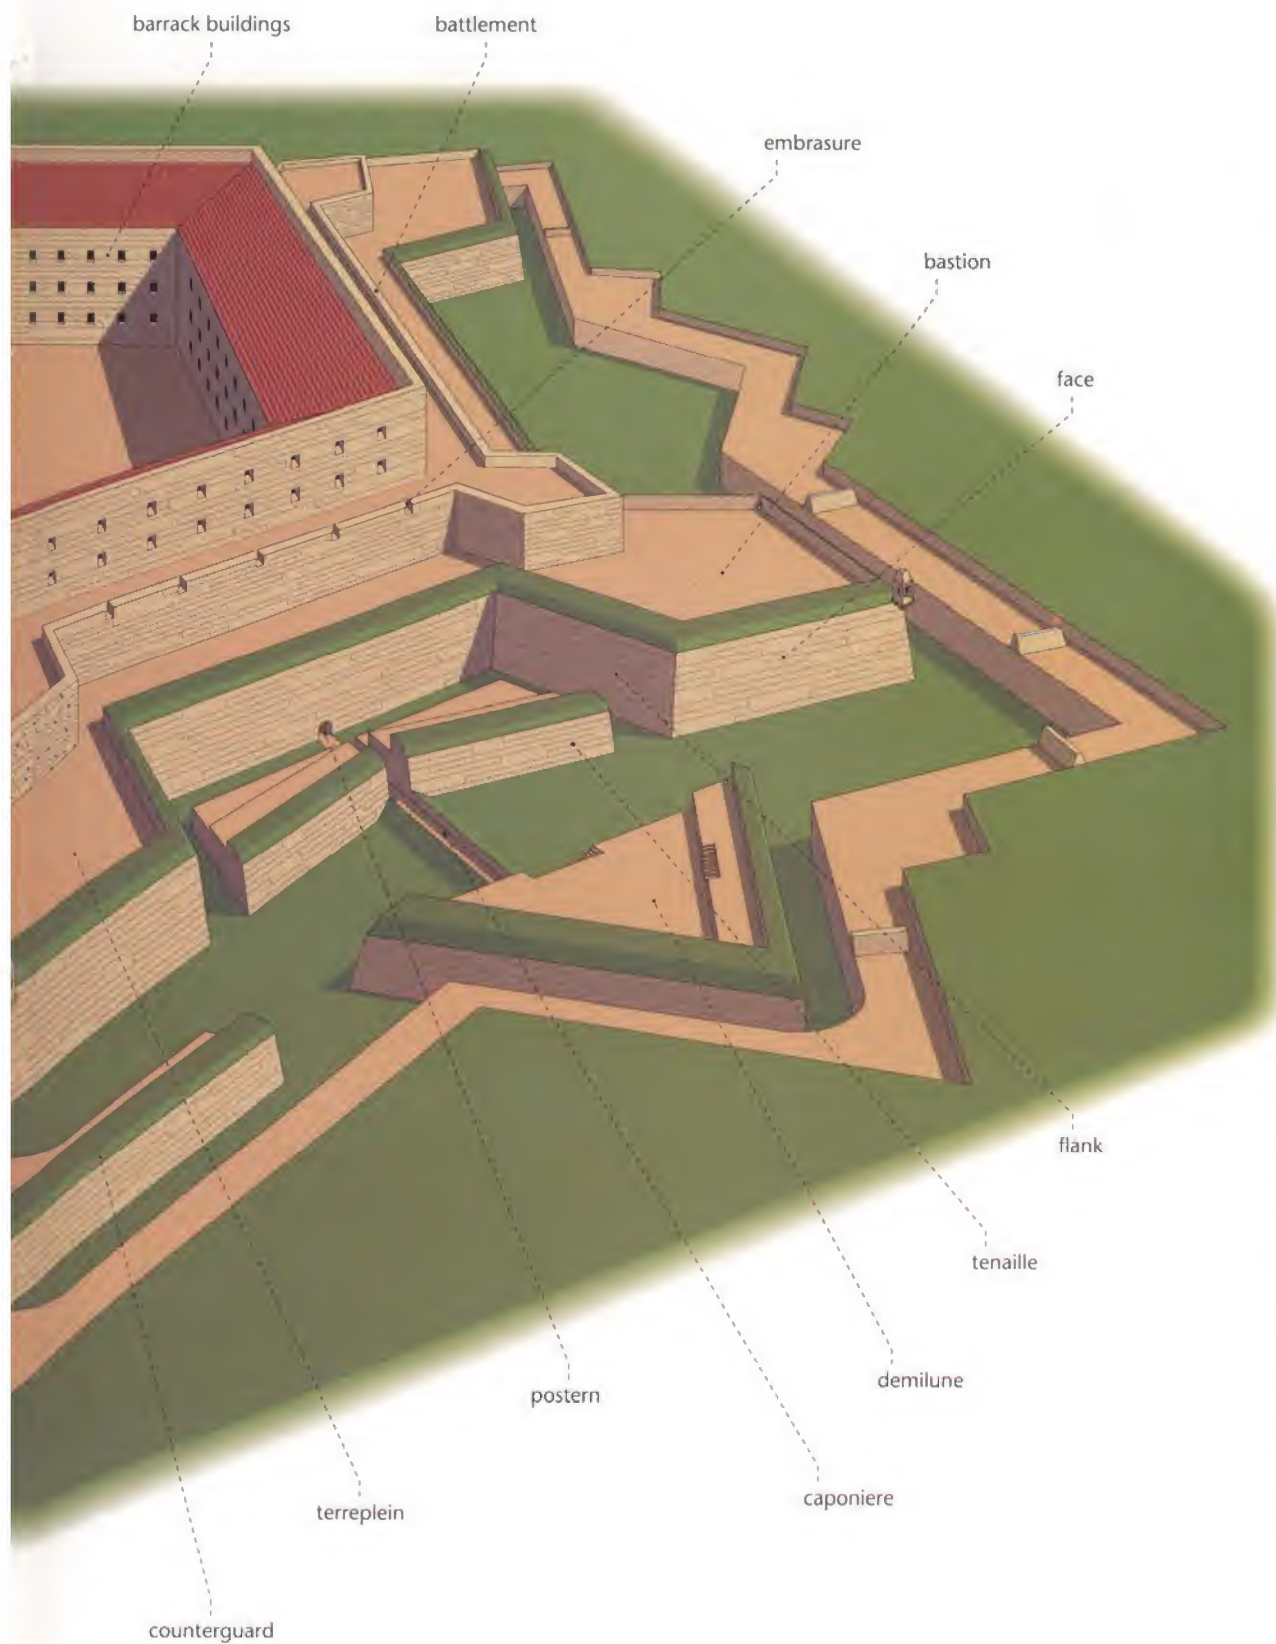 barrack buildings
battlement
embrasure
bastion
face
flank
tenaille
demilune
postern
caponiere
terreplein
counterguard